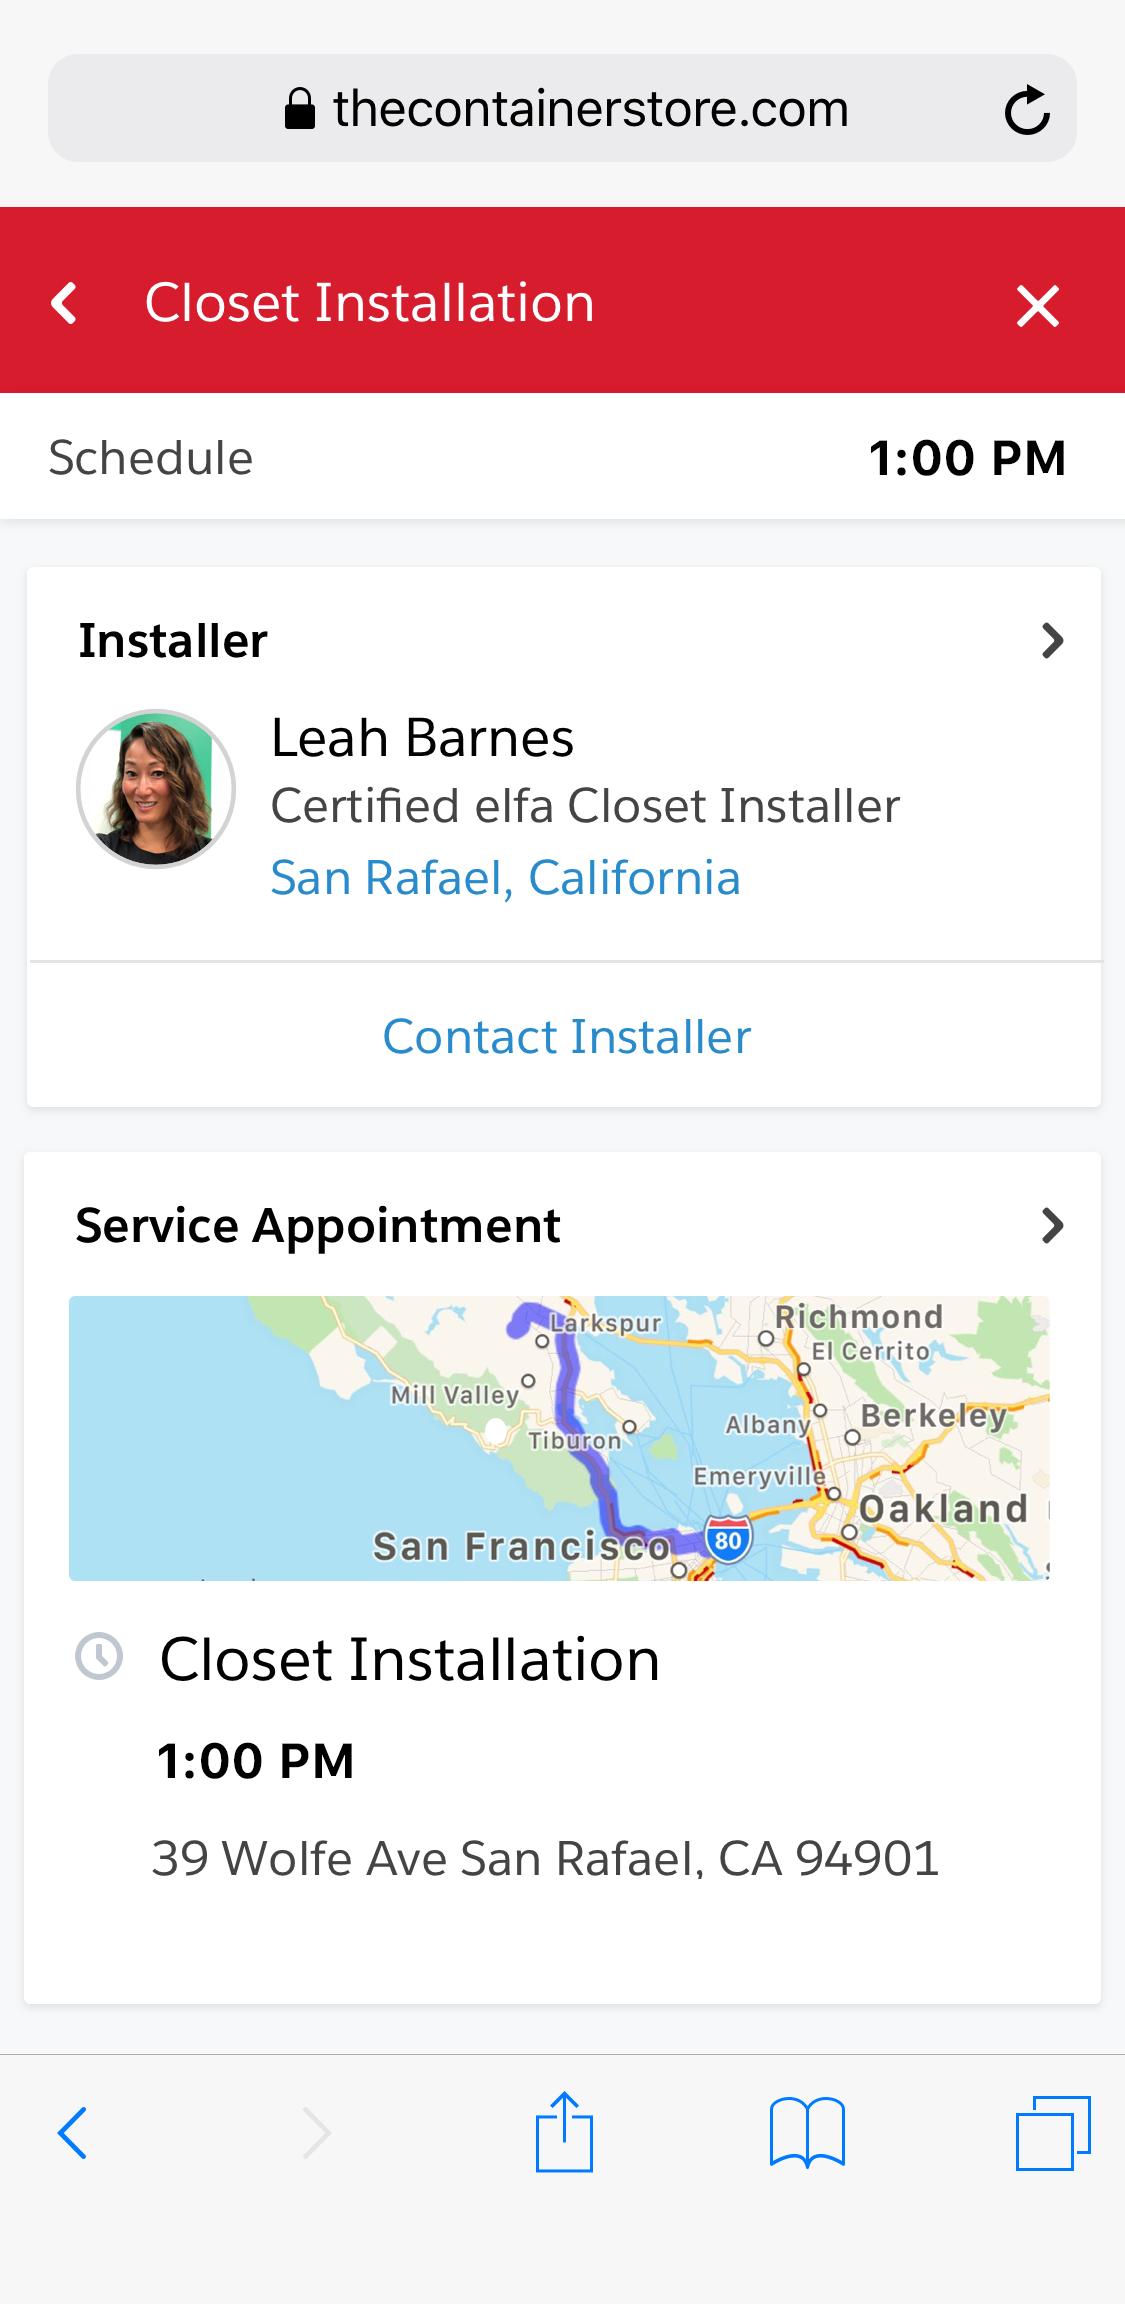 thecontainerstore.com
Closet Installation
Schedule
1:00 PM
Installer
Leah Barnes
Certified elfa Closet Installer
San Rafael, California
Contact Installer
Service Appointment
Larkspur
Richmond
El Cerrito
Mill Valley
Albany
Berkeley
Tiburon
Emeryville
Oakland
San Francisco
80
Closet Installation
1:00 PM
39 Wolfe Ave San Rafael, CA 94901